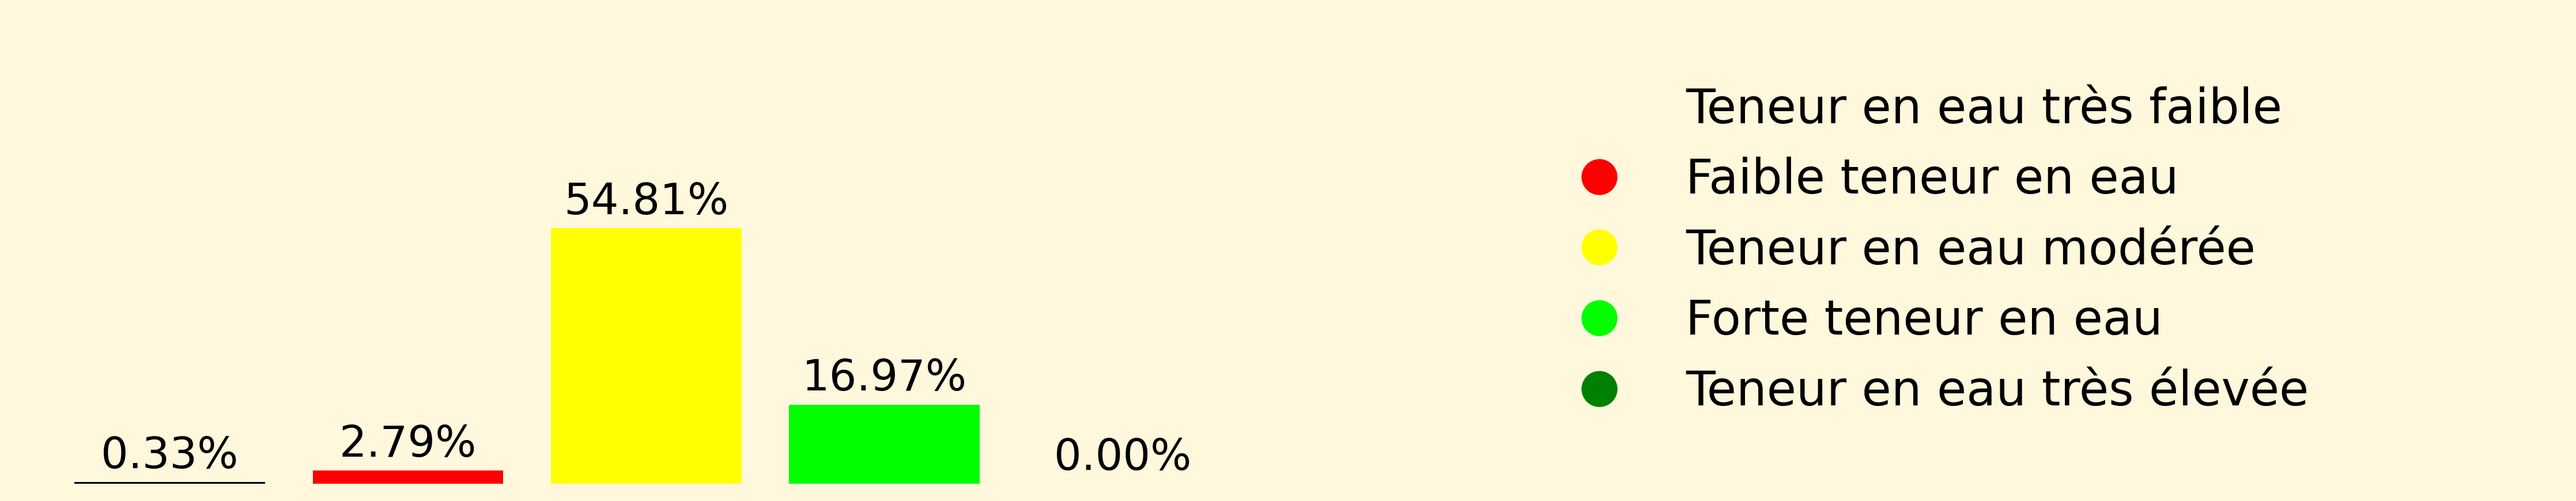 54.81%
16.97%
2.79%
0.33%
0.00%
Teneur en eau très faible
Faible teneur en eau
Teneur en eau modérée
Forte teneur en eau
Teneur en eau très élevée